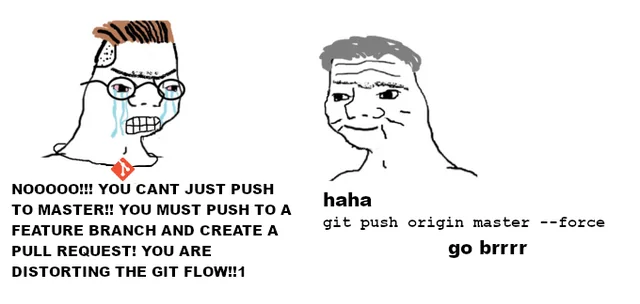 NOOOOO!!! YOU CANT JUST PUSH
TO MASTER!! YOU MUST PUSH TO A
FEATURE BRANCH AND CREATE A
PULL REQUEST! YOU ARE
DISTORTING THE GIT FLOW!!1
haha
git push origin master --force
go brrrr